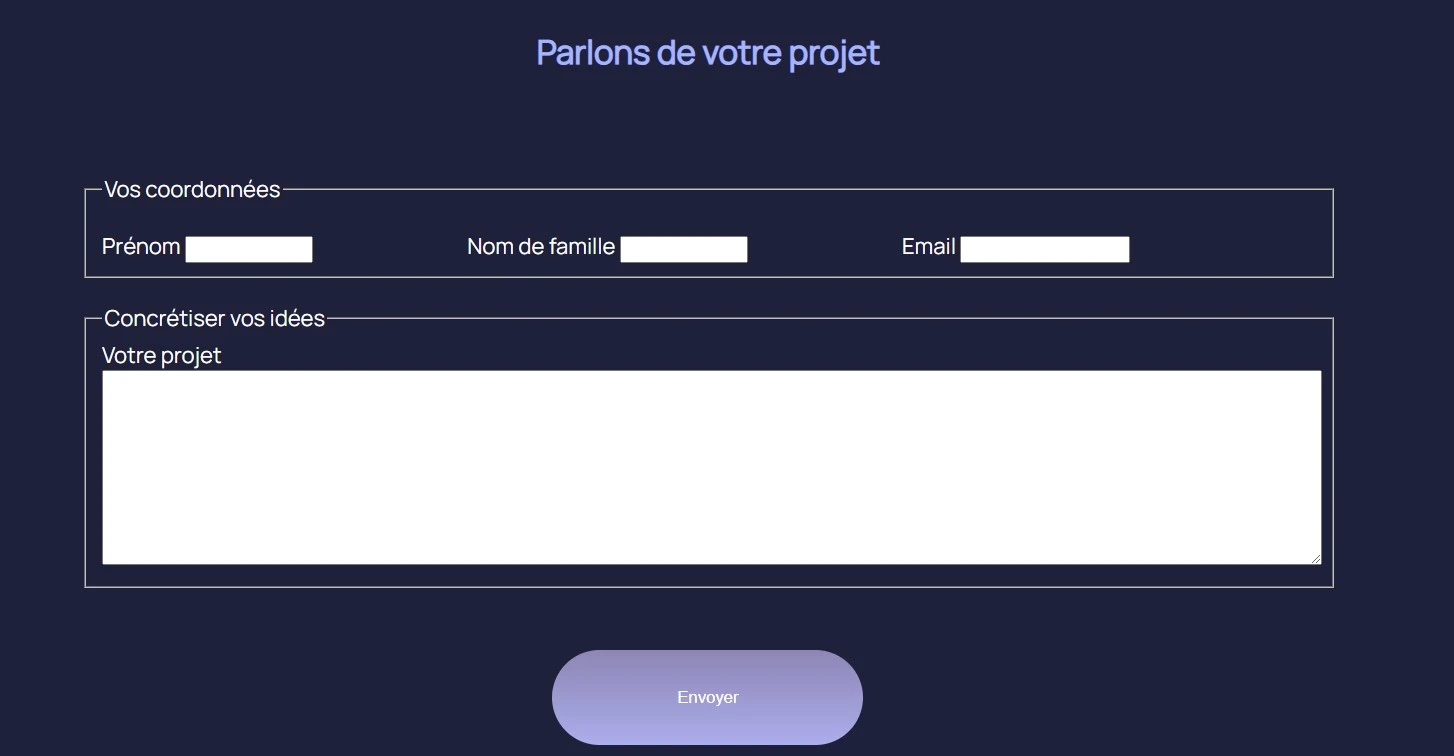 Parlons de votre projet
Vos coordonnées
Prénom Nom de famille Email
Concrétiser vos idées
Votre projet
Envoyer